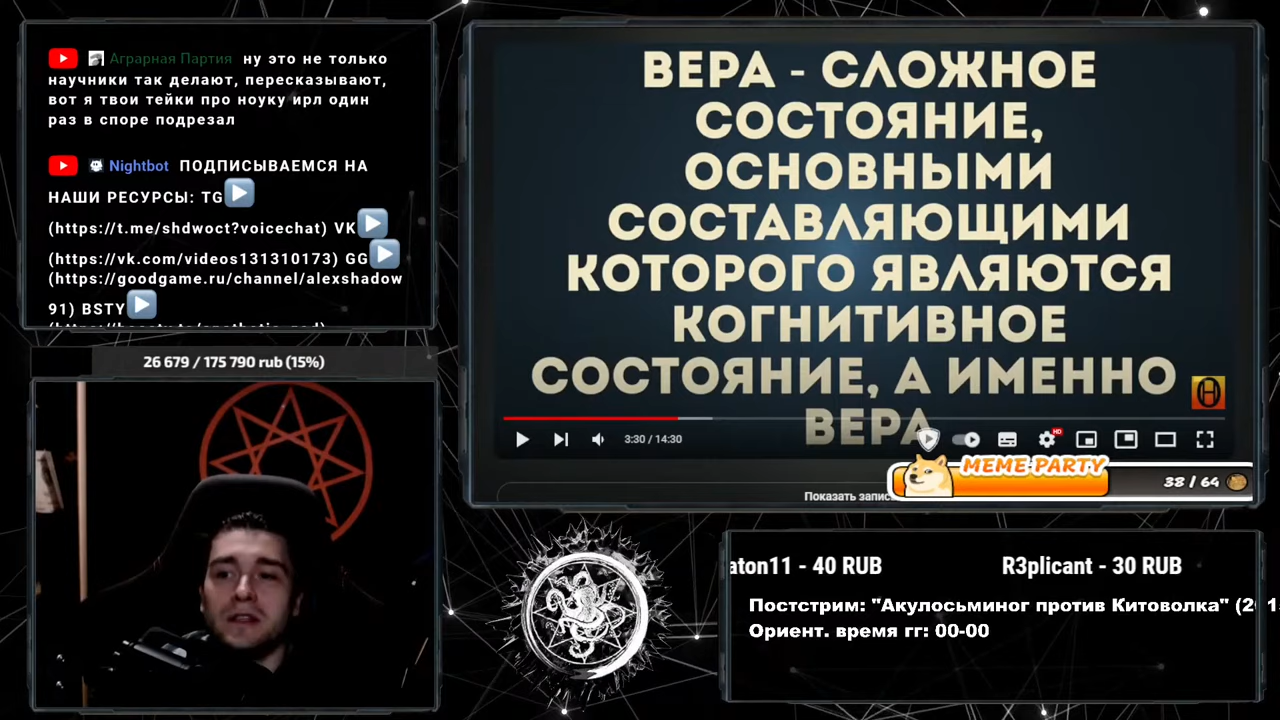 Аграрная Партия ну это не только
научники так делают, пересказывают,
вот я твои тейки про ноуку ирл один
раз в споре подрезал
Nightbot ПОДПИСЫВАЕМСЯ НА
НАШИ РЕСУРСЫ: TG
(https://t.me/shdwoct?voicechat) VK
(https://vk.com/videos131310173) GG
(https://goodgame.ru/channel/alexshadow
91) BSTY
26 679 / 175 790 rub (15%)
ВЕРА - СЛОЖНОЕ
СОСТОЯНИЕ,
ОСНОВНЫМИ
СОСТАВЛЯЮЩИМИ
КОТОРОГО ЯВЛЯЮТСЯ
КОГНИТИВНОЕ
СОСТОЯНИЕ, А ИМЕННО
ВЕРА
3:30 / 14:30
HD
MEME PARTY
38 / 64
Показать
aton11 - 40 RUB
R3plicant - 30 RUB
Постстрим: "Акулосьминог против Китоволка"
Ориент. время гг: 00-00